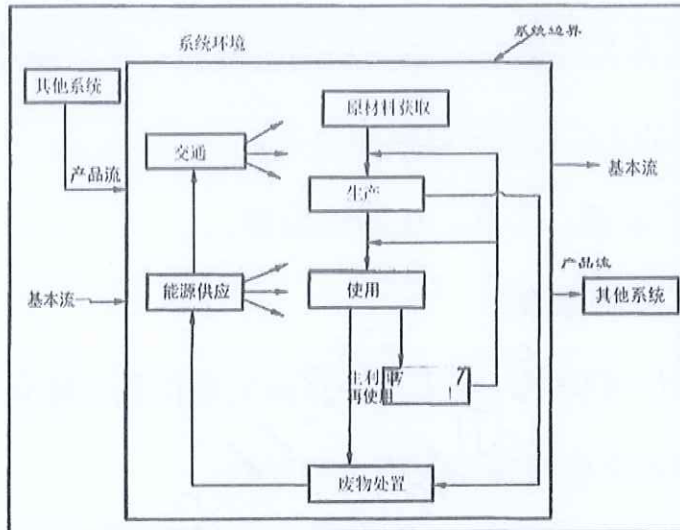 系统环境
系统边界
其他系统
原材料获取
交通
产品流
基本流
生产
产品流
能源供应
使用
基本流
其他系统
再使用
废物处置